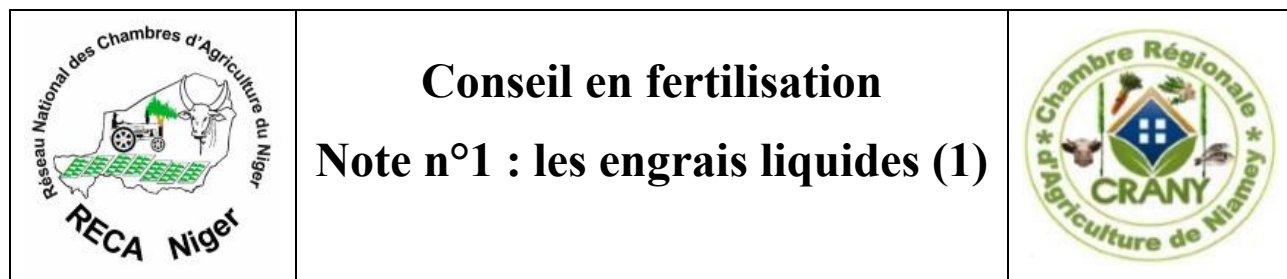 Réseau National des Chambres d'Agriculture du Niger
RECA Niger
Conseil en fertilisation
Note n°1 : les engrais liquides (1)
* Chambre Régionale *
d'Agriculture de Niamey
CRANY